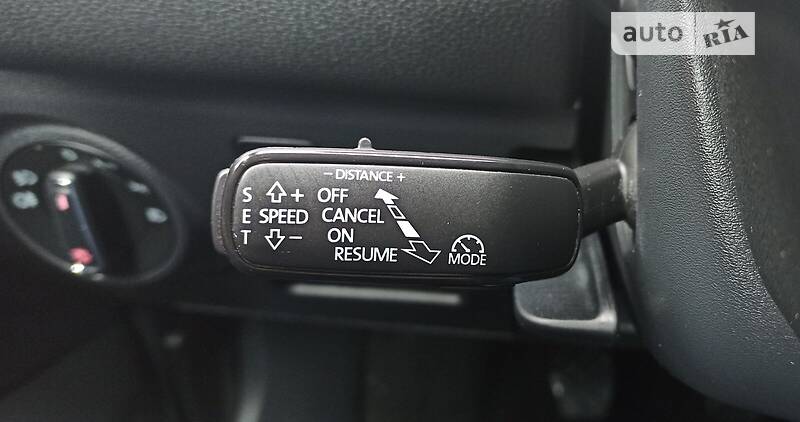 auto RIA
− DISTANCE +
S + OFF
E SPEED CANCEL
T − ON
RESUME MODE